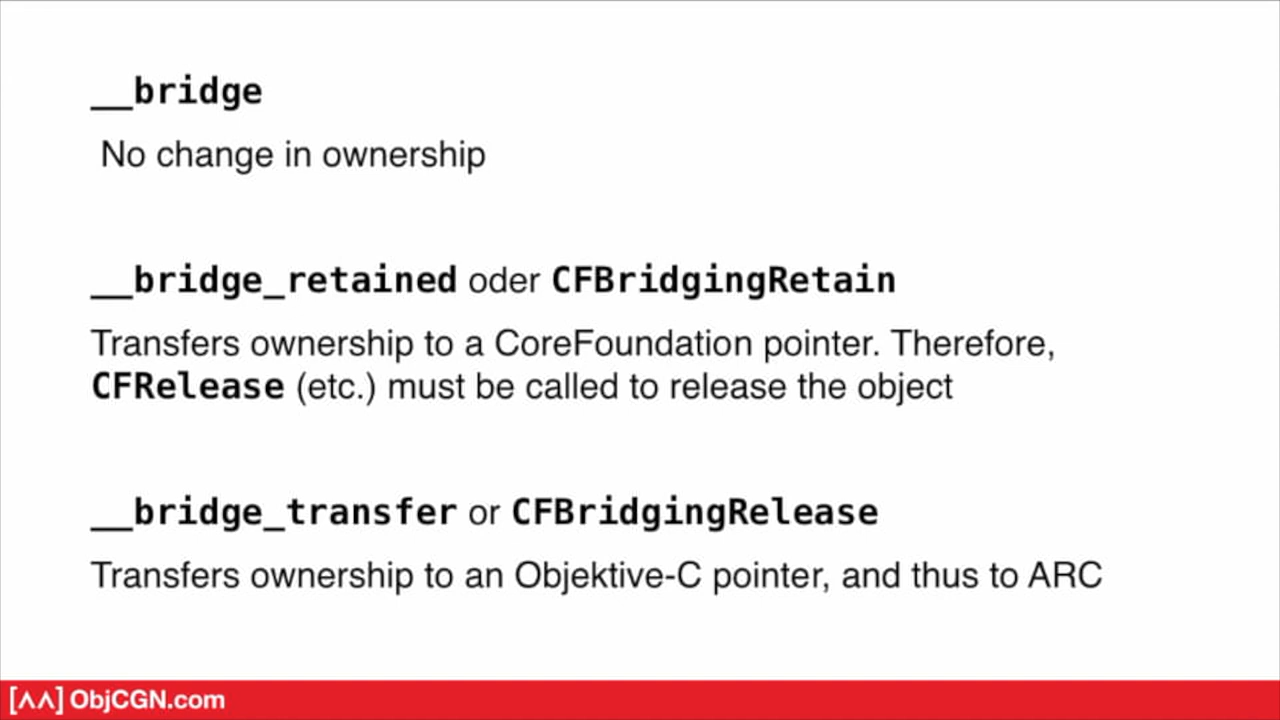 __bridge
No change in ownership
__bridge_retained oder CFBridgingRetain
Transfers ownership to a CoreFoundation pointer. Therefore,
CFRelease (etc.) must be called to release the object
__bridge_transfer or CFBridgingRelease
Transfers ownership to an Objektive-C pointer, and thus to ARC
[ʌʌ] ObjCGN.com